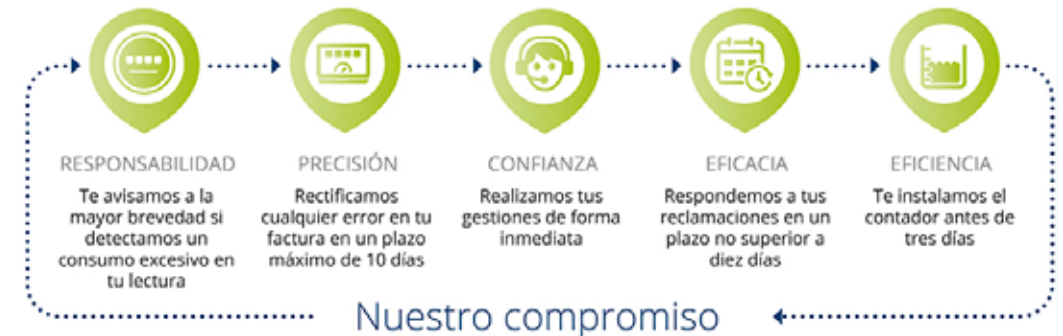 RESPONSABILIDAD
Te avisamos a la
mayor brevedad si
detectamos un
consumo excesivo en
tu lectura
PRECISIÓN
Rectificamos
cualquier error en tu
factura en un plazo
máximo de 10 días
CONFIANZA
Realizamos tus
gestiones de forma
inmediata
EFICACIA
Respondemos a tus
reclamaciones en un
plazo no superior a
diez días
EFICIENCIA
Te instalamos el
contador antes de
tres días
Nuestro compromiso